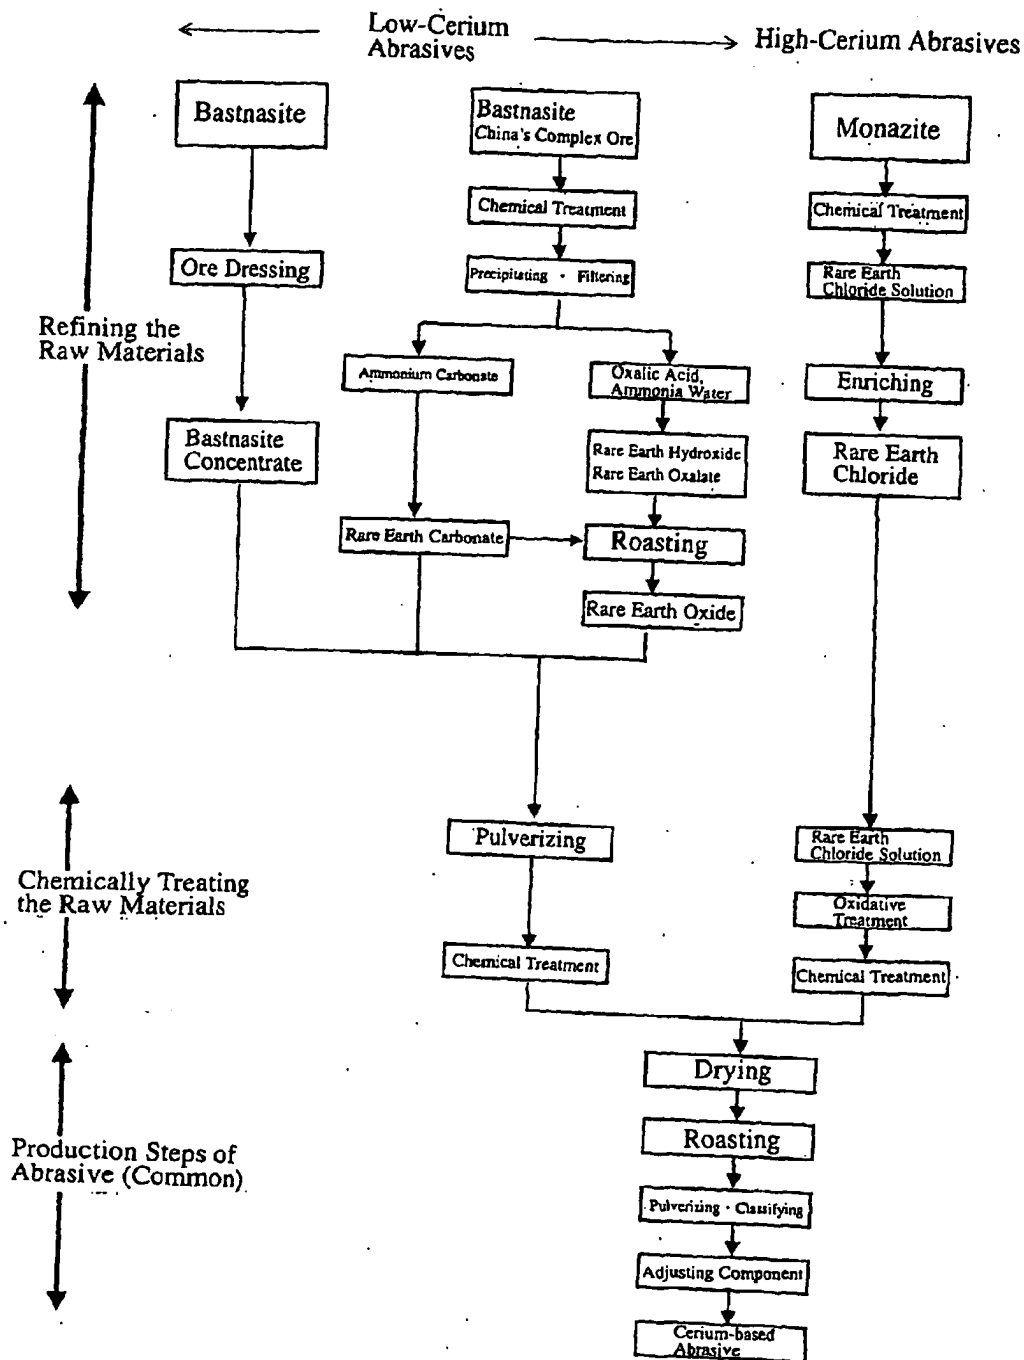 Low-Cerium
Abrasives
High-Cerium Abrasives
Bastnasite
Bastnasite
China's Complex Ore
Monazite
Chemical Treatment
Chemical Treatment
Ore Dressing
Precipitating · Filtering
Rare Earth
Chloride Solution
Refining the
Raw Materials
Ammonium Carbonate
Oxalic Acid,
Ammonia Water
Enriching
Bastnasite
Concentrate
Rare Earth Hydroxide
Rare Earth Oxalate
Rare Earth
Chloride
Rare Earth Carbonate
Roasting
Rare Earth Oxide
Pulverizing
Rare Earth
Chloride Solution
Chemically Treating
the Raw Materials
Oxidative
Treatment
Chemical Treatment
Chemical Treatment
Drying
Roasting
Production Steps of
Abrasive (Common)
Pulverizing · Classifying
Adjusting Component
Cerium-based
Abrasive